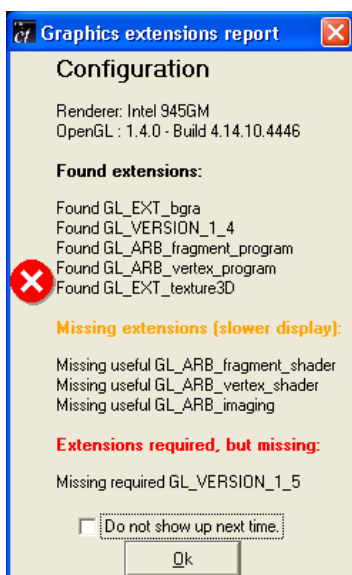 Graphics extensions report
Configuration
Renderer: Intel 945GM
OpenGL : 1.4.0 - Build 4.14.10.4446
Found extensions:
Found GL_EXT_bgra
Found GL_VERSION_1_4
Found GL_ARB_fragment_program
Found GL_ARB_vertex_program
Found GL_EXT_texture3D
Missing extensions (slower display):
Missing useful GL_ARB_fragment_shader
Missing useful GL_ARB_vertex_shader
Missing useful GL_ARB_imaging
Extensions required, but missing:
Missing required GL_VERSION_1_5
Do not show up next time.
Ok